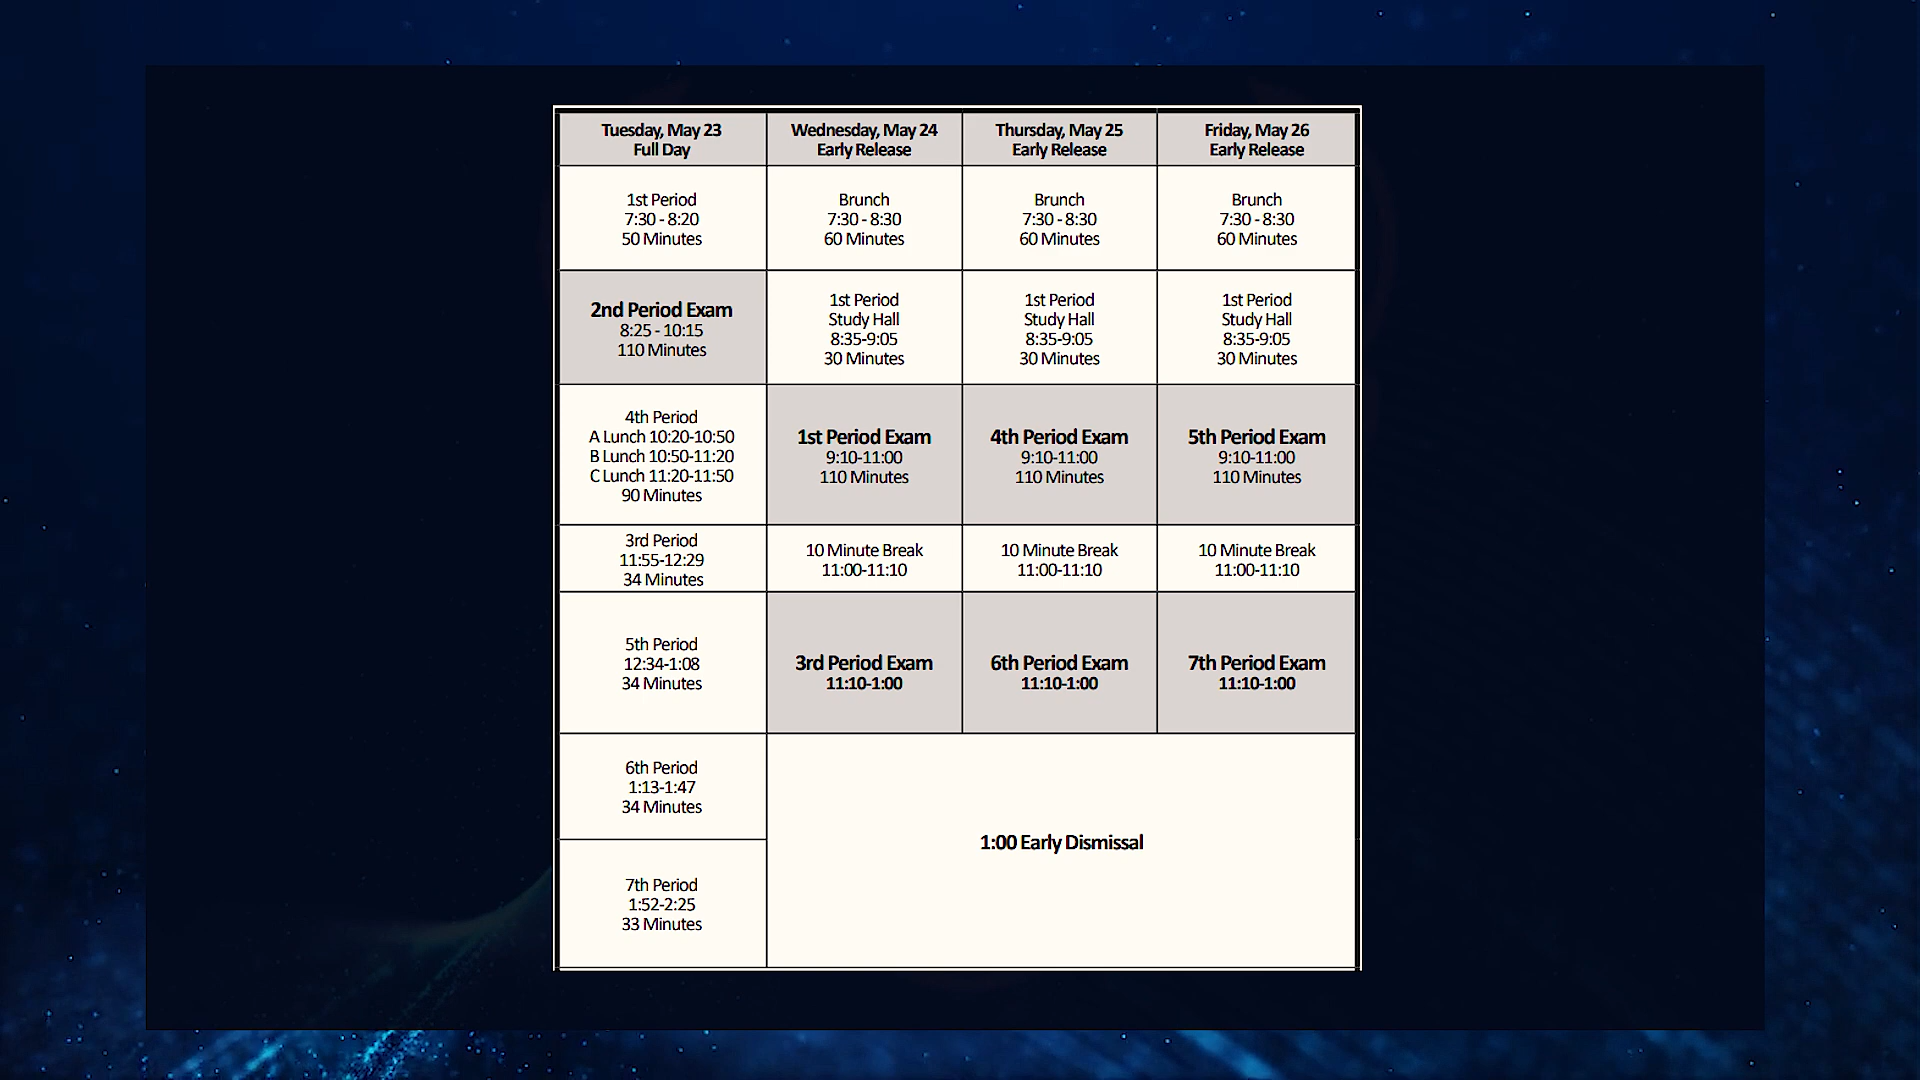 Tuesday, May 23
Full Day
Wednesday, May 24
Early Release
Thursday, May 25
Early Release
Friday, May 26
Early Release
1st Period
7:30 - 8:20
50 Minutes
Brunch
7:30 - 8:30
60 Minutes
Brunch
7:30 - 8:30
60 Minutes
Brunch
7:30 - 8:30
60 Minutes
2nd Period Exam
8:25 - 10:15
110 Minutes
1st Period
Study Hall
8:35-9:05
30 Minutes
1st Period
Study Hall
8:35-9:05
30 Minutes
1st Period
Study Hall
8:35-9:05
30 Minutes
4th Period
A Lunch 10:20-10:50
B Lunch 10:50-11:20
C Lunch 11:20-11:50
90 Minutes
1st Period Exam
9:10-11:00
110 Minutes
4th Period Exam
9:10-11:00
110 Minutes
5th Period Exam
9:10-11:00
110 Minutes
3rd Period
11:55-12:29
34 Minutes
10 Minute Break
11:00-11:10
10 Minute Break
11:00-11:10
10 Minute Break
11:00-11:10
5th Period
12:34-1:08
34 Minutes
3rd Period Exam
11:10-1:00
6th Period Exam
11:10-1:00
7th Period Exam
11:10-1:00
6th Period
1:13-1:47
34 Minutes
1:00 Early Dismissal
7th Period
1:52-2:25
33 Minutes